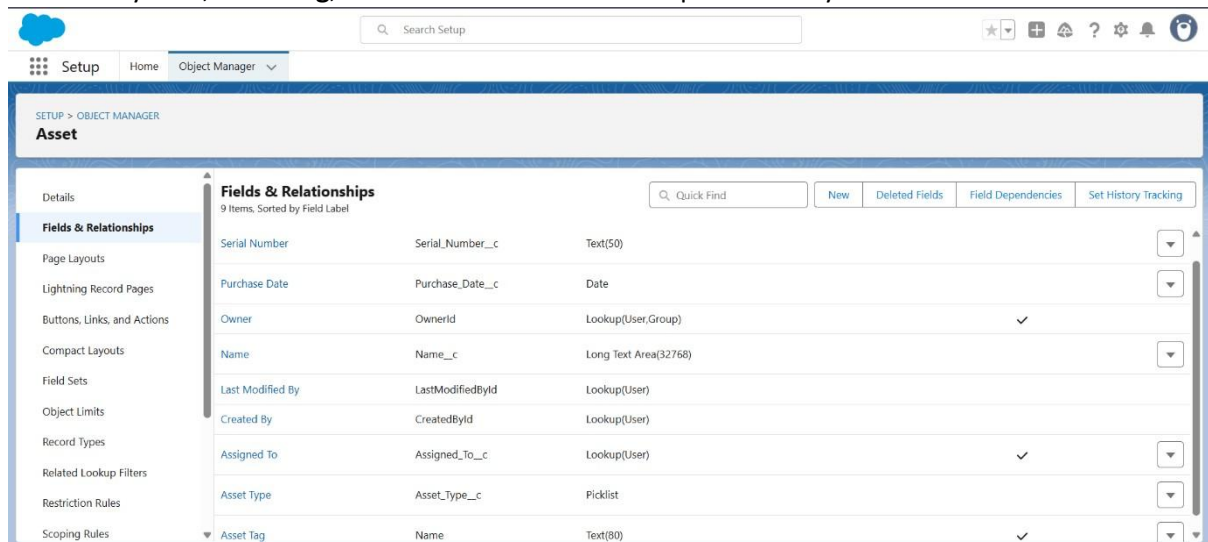 Search Setup
Setup Home Object Manager
SETUP > OBJECT MANAGER
Asset
Details
Fields & Relationships
Page Layouts
Lightning Record Pages
Buttons, Links, and Actions
Compact Layouts
Field Sets
Object Limits
Record Types
Related Lookup Filters
Restriction Rules
Scoping Rules
Fields & Relationships
9 Items, Sorted by Field Label
Quick Find
New Deleted Fields Field Dependencies Set History Tracking
Serial Number Serial_Number__c Text(50)
Purchase Date Purchase_Date__c Date
Owner OwnerId Lookup(User,Group)
Name Name__c Long Text Area(32768)
Last Modified By LastModifiedById Lookup(User)
Created By CreatedById Lookup(User)
Assigned To Assigned_To__c Lookup(User)
Asset Type Asset_Type__c Picklist
Asset Tag Name Text(80)